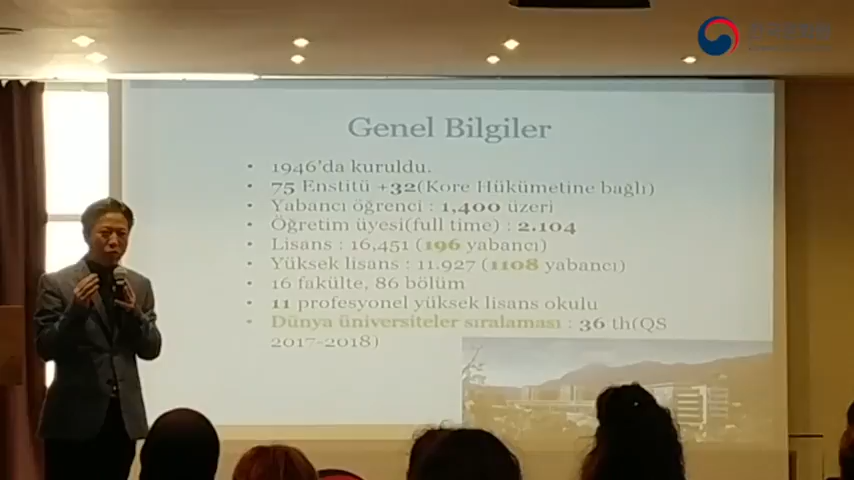 Genel Bilgiler
• 1946'da kuruldu.
• 75 Enstitü +32(Kore Hükümetine bağlı)
• Yabancı öğrenci : 1,400 üzeri
• Öğretim üyesi(full time) : 2.104
• Lisans : 16,451 (196 yabancı)
• Yüksek lisans : 11.927 (1108 yabancı)
• 16 fakülte, 86 bölüm
• 11 profesyonel yüksek lisans okulu
• Dünya üniversiteler sıralaması : 36 th(QS
2017-2018)